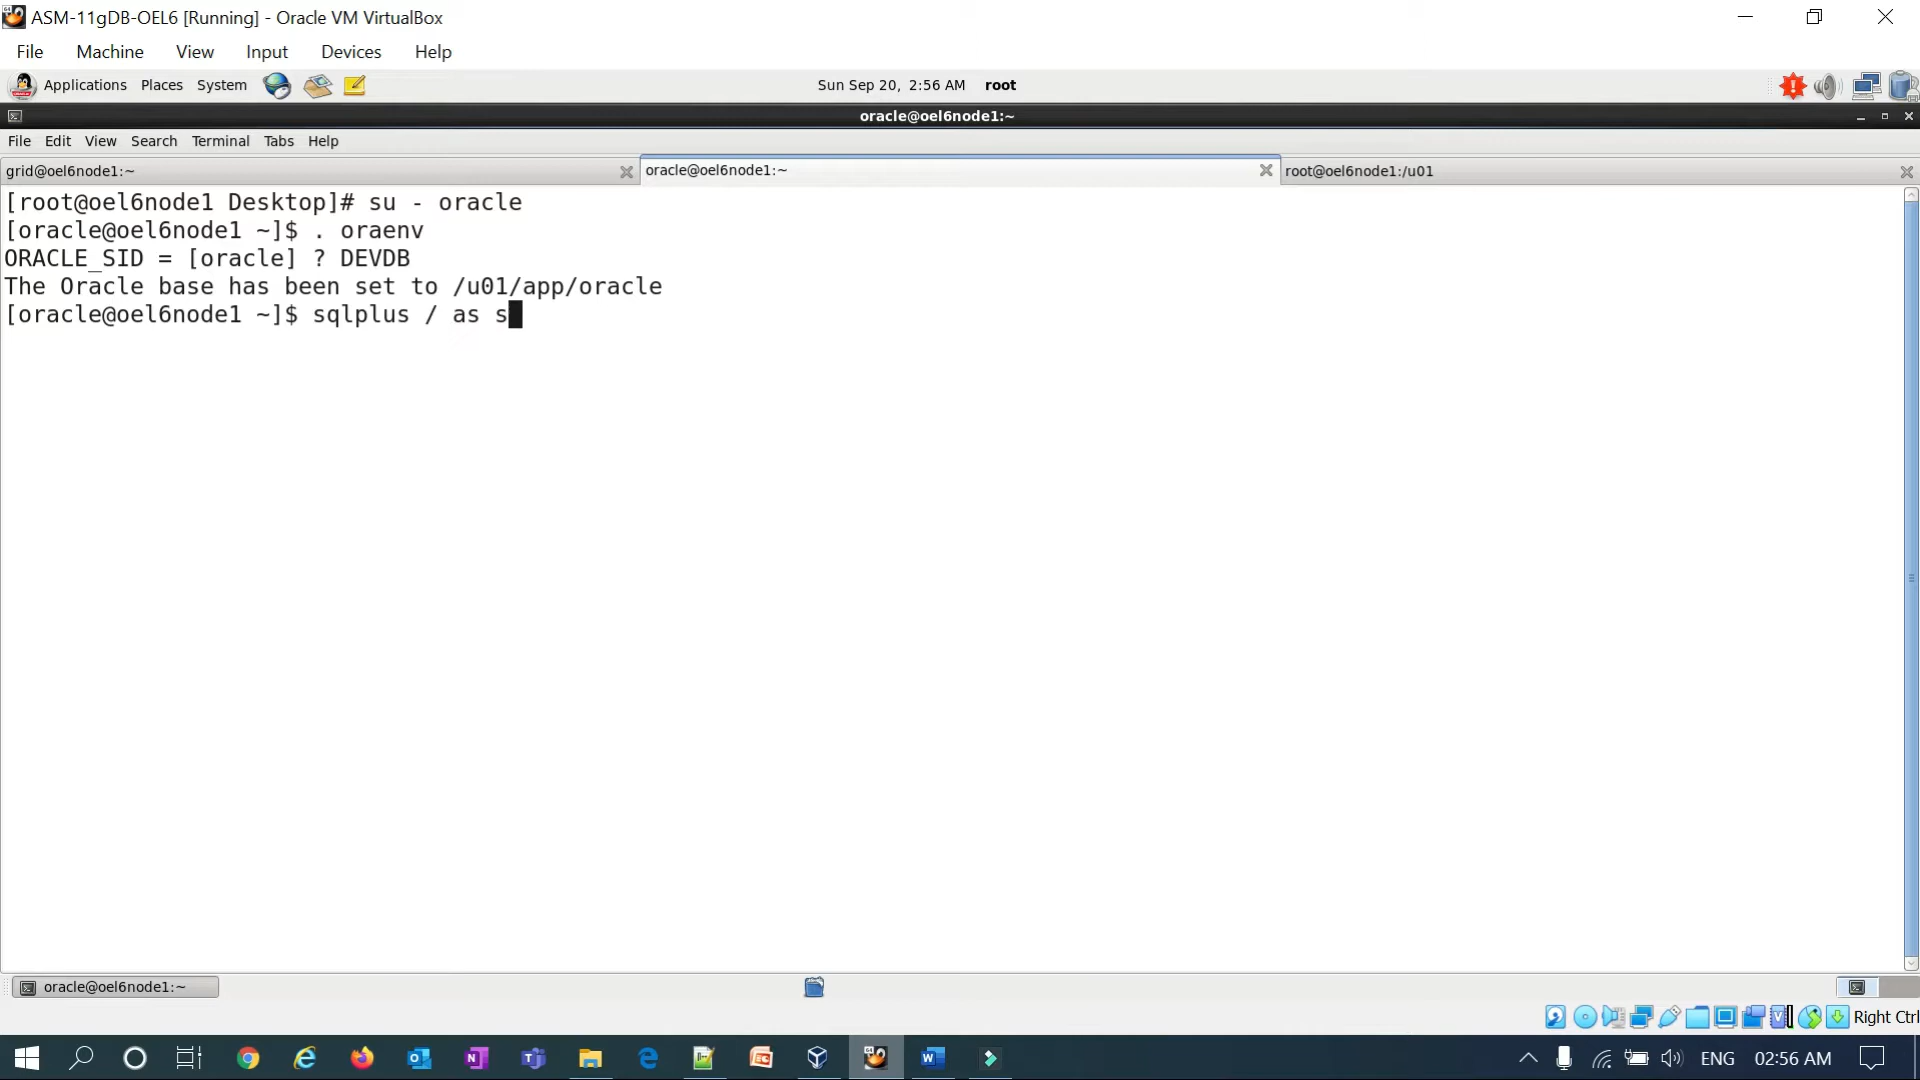 ASM-11gDB-OEL6 [Running] - Oracle VM VirtualBox
File Machine View Input Devices Help
Applications Places System Sun Sep 20, 2:56 AM root
oracle@oel6node1:~
File Edit View Search Terminal Tabs Help
grid@oel6node1:~ oracle@oel6node1:~ root@oel6node1:/u01
[root@oel6node1 Desktop]# su - oracle
[oracle@oel6node1 ~]$ . oraenv
ORACLE_SID = [oracle] ? DEVDB
The Oracle base has been set to /u01/app/oracle
[oracle@oel6node1 ~]$ sqlplus / as s
oracle@oel6node1:~
Right Ctrl
ENG 02:56 AM